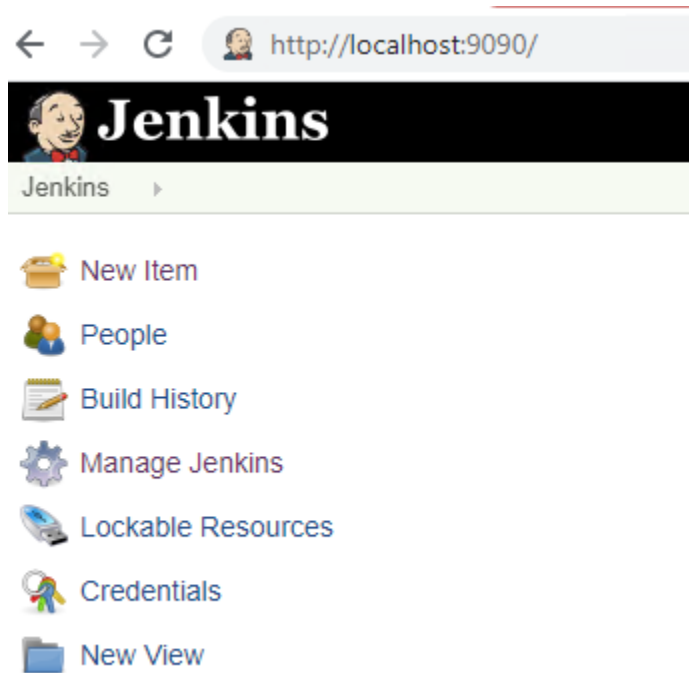 http://localhost:9090/
Jenkins
Jenkins
New Item
People
Build History
Manage Jenkins
Lockable Resources
Credentials
New View